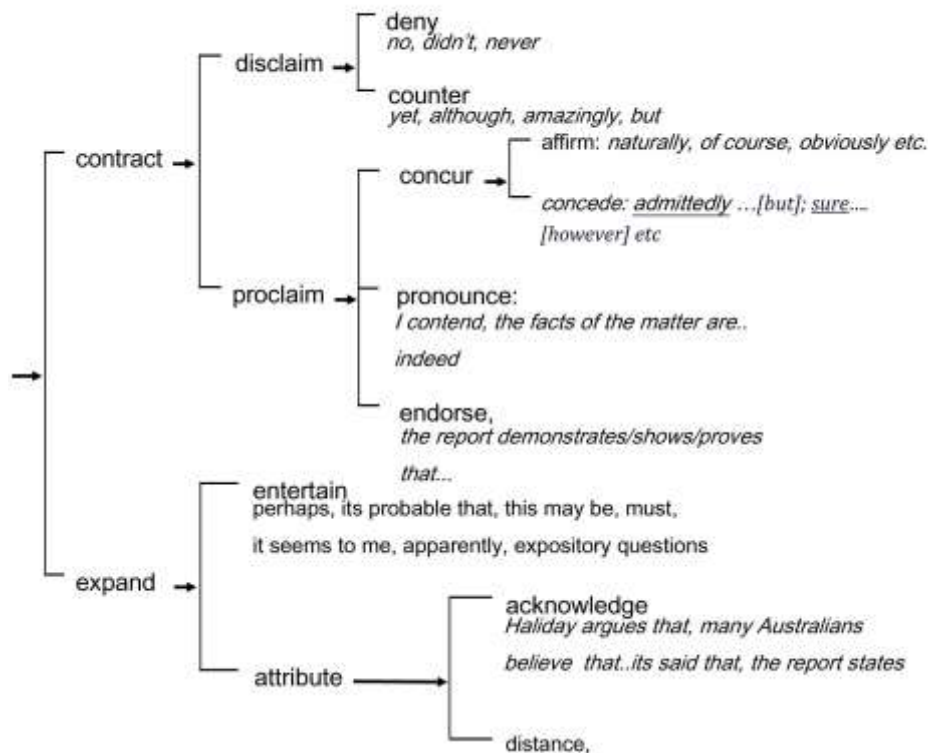 deny
no, didn't, never
disclaim
counter
yet, although, amazingly, but
contract
affirm: naturally, of course, obviously etc.
concur
concede: admittedly …[but]; sure....
[however] etc
proclaim
pronounce:
I contend, the facts of the matter are..
indeed
endorse,
the report demonstrates/shows/proves
that...
entertain
perhaps, its probable that, this may be, must,
it seems to me, apparently, expository questions
expand
acknowledge
Haliday argues that, many Australians
believe that..its said that, the report states
attribute
distance,